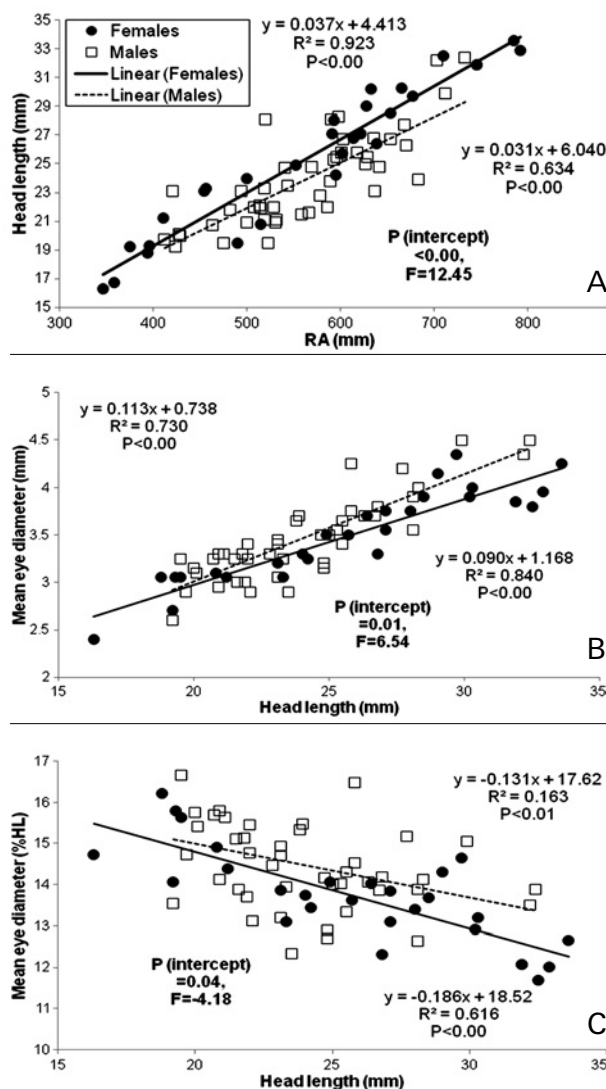 Females
Males
Linear (Females)
Linear (Males)
y = 0.037x + 4.413
R² = 0.923
P<0.00
y = 0.031x + 6.040
R² = 0.634
P<0.00
P (intercept)
<0.00,
F=12.45
A
Head length (mm)
35
33
31
29
27
25
23
21
19
17
15
300 400 500 600 700 800
RA (mm)
y = 0.113x + 0.738
R² = 0.730
P<0.00
y = 0.090x + 1.168
R² = 0.840
P<0.00
P (intercept)
=0.01,
F=6.54
B
Mean eye diameter (mm)
5
4.5
4
3.5
3
2.5
2
15 20 25 30 35
Head length (mm)
y = -0.131x + 17.62
R² = 0.163
P<0.01
P (intercept)
=0.04,
F=-4.18
y = -0.186x + 18.52
R² = 0.616
P<0.00
C
Mean eye diameter (%HL)
17
16
15
14
13
12
11
10
15 20 25 30 35
Head length (mm)